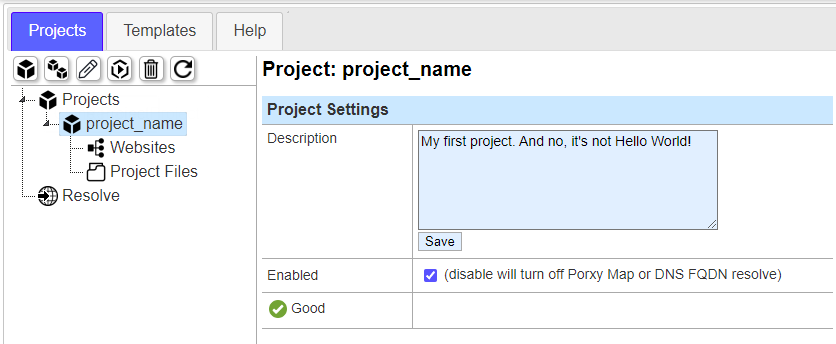 Projects
Templates
Help
Projects
project_name
Websites
Project Files
Resolve
Project: project_name
Project Settings
Description
My first project. And no, it's not Hello World!
Save
Enabled
(disable will turn off Porxy Map or DNS FQDN resolve)
Good